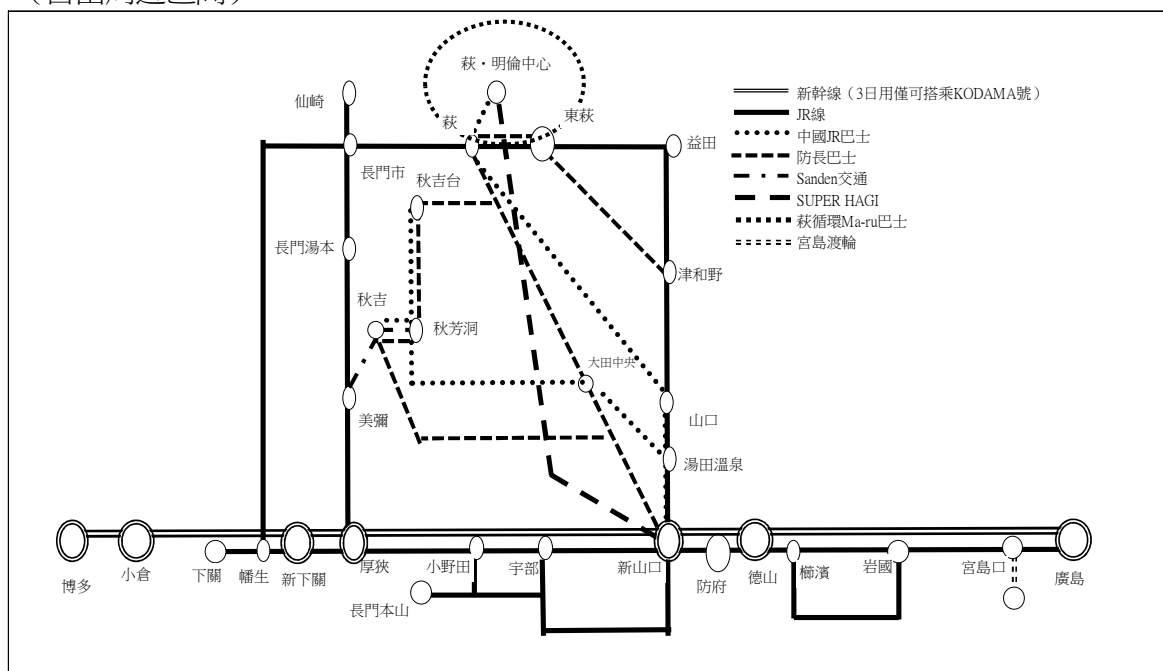 萩・明倫中心
仙崎
萩
東萩
益田
長門市
秋吉台
長門湯本
津和野
秋吉
秋芳洞
大田中央
美彌
山口
湯田溫泉
博多
小倉
下關
幡生
新下關
厚狹
小野田
宇部
新山口
防府
德山
櫛濱
岩國
宮島口
廣島
長門本山
新幹線（3日用僅可搭乘KODAMA號）
JR線
中國JR巴士
防長巴士
Sanden交通
SUPER HAGI
萩循環Ma-ru巴士
宮島渡輪